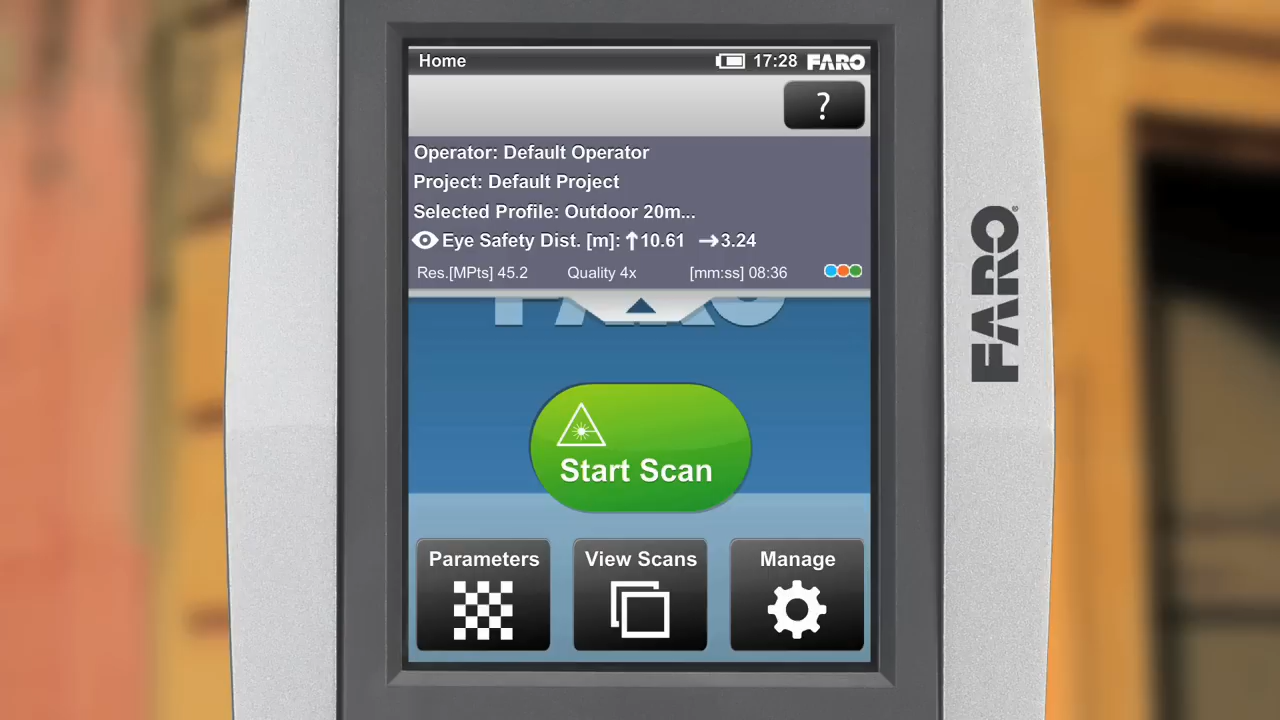 Home 17:28 FARO
?
Operator: Default Operator
Project: Default Project
Selected Profile: Outdoor 20m...
Eye Safety Dist. [m]: ↑10.61 →3.24
Res.[MPts] 45.2 Quality 4x [mm:ss] 08:36
FARO
Start Scan
Parameters View Scans Manage
FARO®